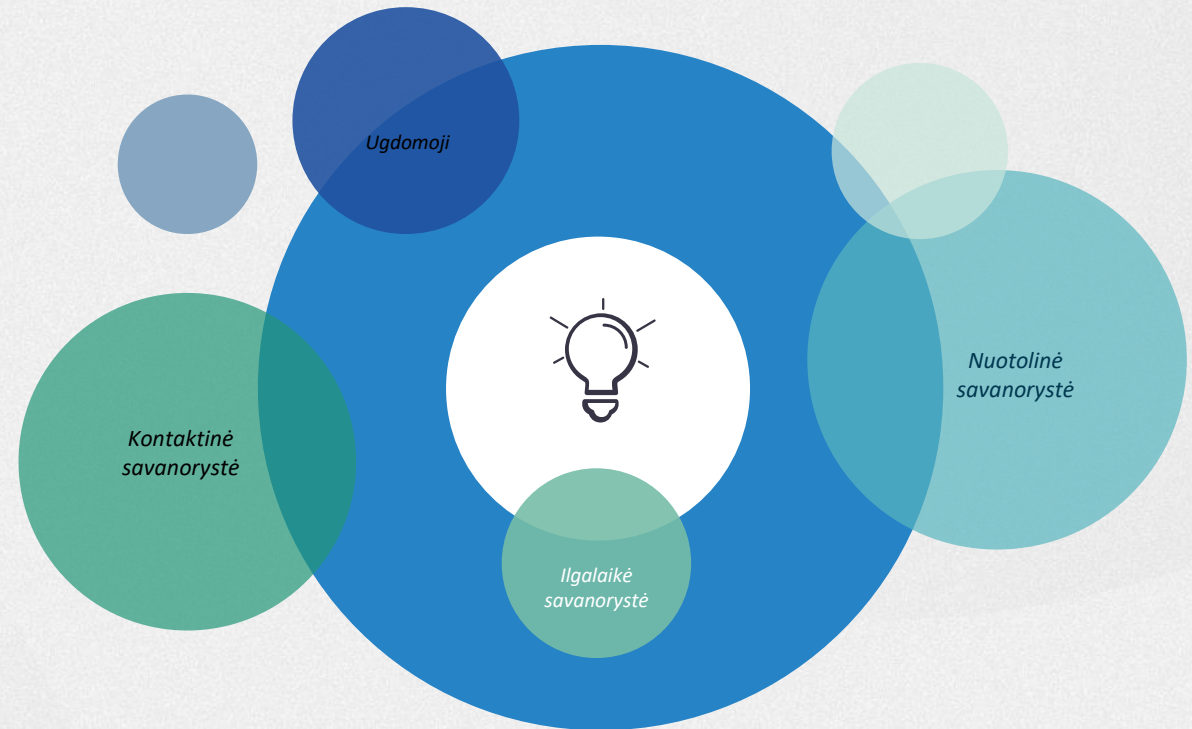 Ugdomoji
Nuotolinė
savanorystė
Kontaktinė
savanorystė
Ilgalaikė
savanorystė